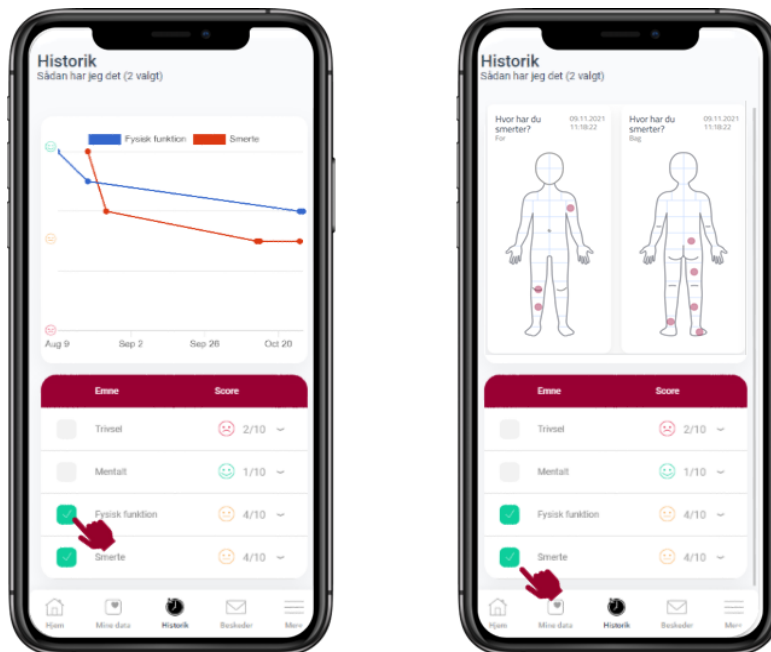 Historik
Sådan har jeg det (2 valgt)
Fysisk funktion
Smerte
Aug 9
Sep 2
Sep 26
Oct 20
Emne Score
Trivsel 2/10
Mentalt 1/10
Fysisk funktion 4/10
Smerte 4/10
Hjem Mine data Historik Beskeder Mere
Historik
Sådan har jeg det (2 valgt)
Hvor har du smerter?
For
09.11.2021
11:18:22
Hvor har du smerter?
Bag
09.11.2021
11:18:22
Emne Score
Trivsel 2/10
Mentalt 1/10
Fysisk funktion 4/10
Smerte 4/10
Hjem Mine data Historik Beskeder Mere